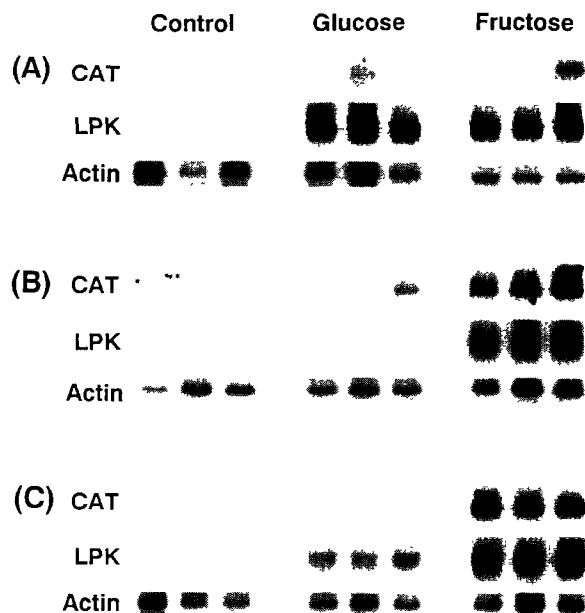 Control Glucose Fructose
(A) CAT
LPK
Actin
(B) CAT
LPK
Actin
(C) CAT
LPK
Actin